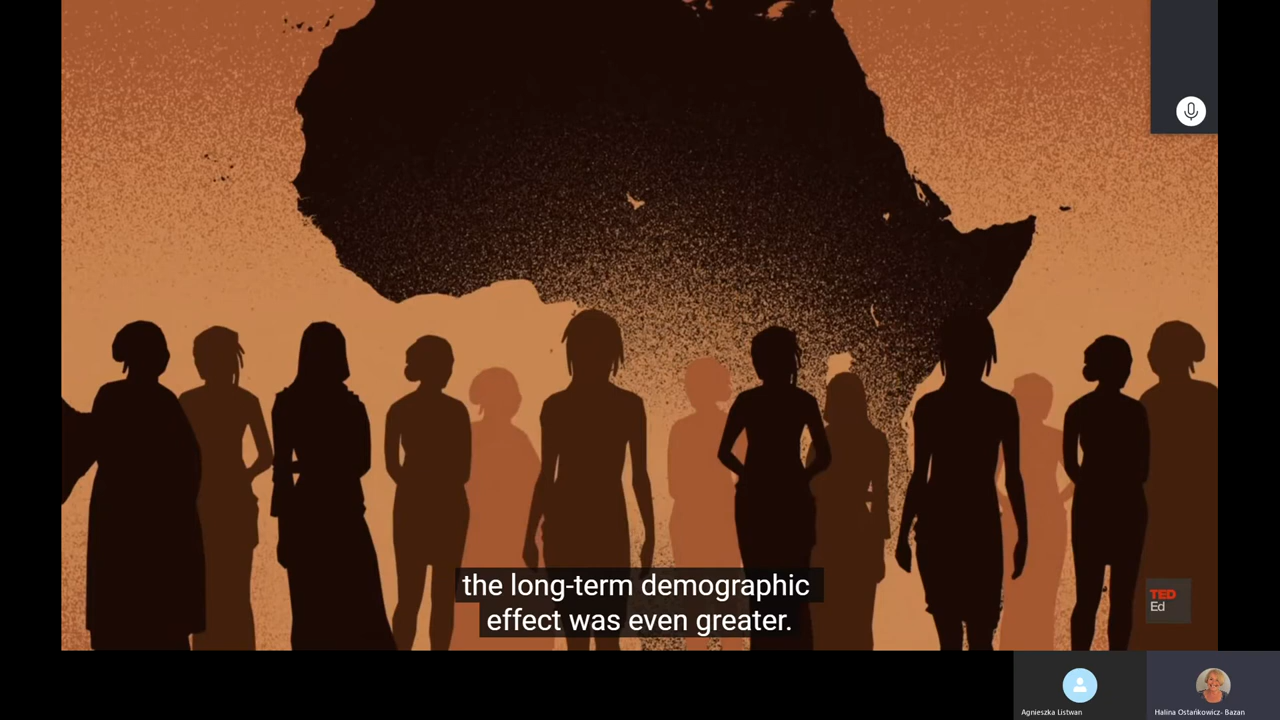 the long-term demographic
effect was even greater.
TED
Ed
Agnieszka Listwan
Halina Ostańkowicz- Bazan